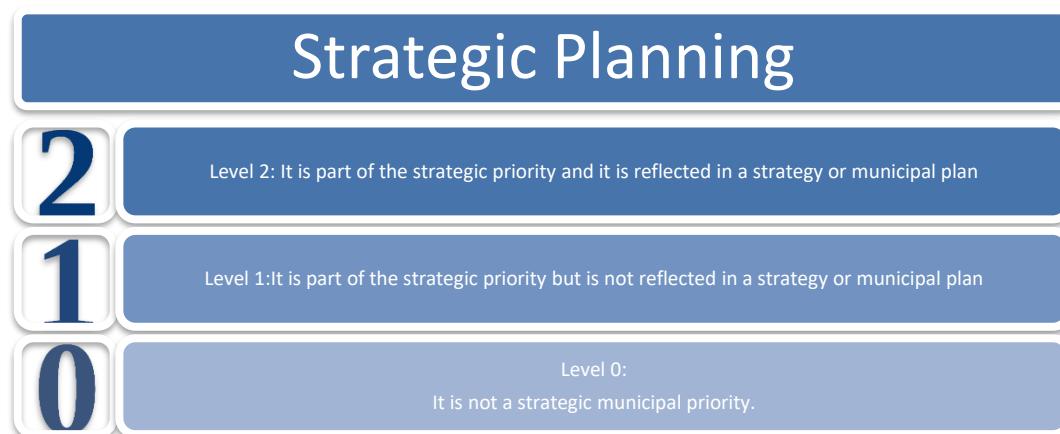 Strategic Planning
2
Level 2: It is part of the strategic priority and it is reflected in a strategy or municipal plan
1
Level 1:It is part of the strategic priority but is not reflected in a strategy or municipal plan
0
Level 0:
It is not a strategic municipal priority.